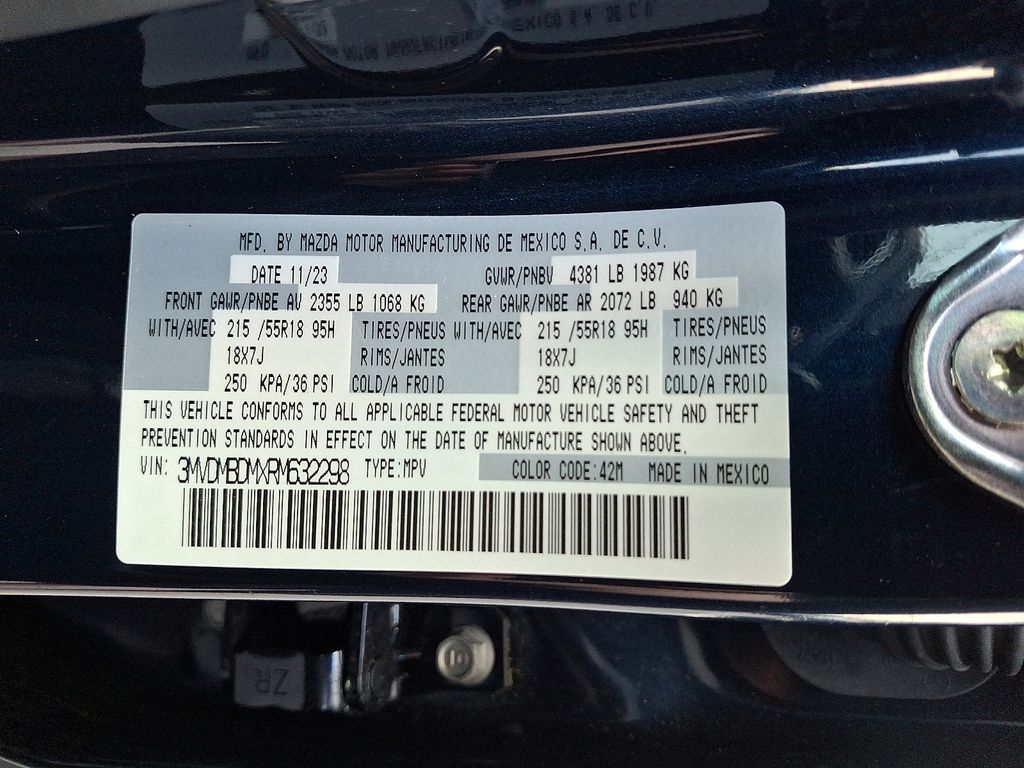 MFD. BY MAZDA MOTOR MANUFACTURING DE MEXICO S.A. DE C.V.
DATE 11/23 GVWR/PNBV 4381 LB 1987 KG
FRONT GAWR/PNBE AV 2355 LB 1068 KG REAR GAWR/PNBE AR 2072 LB 940 KG
WITH/AVEC 215 /55R18 95H TIRES/PNEUS WITH/AVEC 215 /55R18 95H TIRES/PNEUS
18X7J RIMS/JANTES 18X7J RIMS/JANTES
250 KPA/36 PSI COLD/A FROID 250 KPA/36 PSI COLD/A FROID
THIS VEHICLE CONFORMS TO ALL APPLICABLE FEDERAL MOTOR VEHICLE SAFETY AND THEFT
PREVENTION STANDARDS IN EFFECT ON THE DATE OF MANUFACTURE SHOWN ABOVE.
VIN: 3MVDMBDMXRM632298 TYPE:MPV COLOR CODE:42M MADE IN MEXICO
ZR